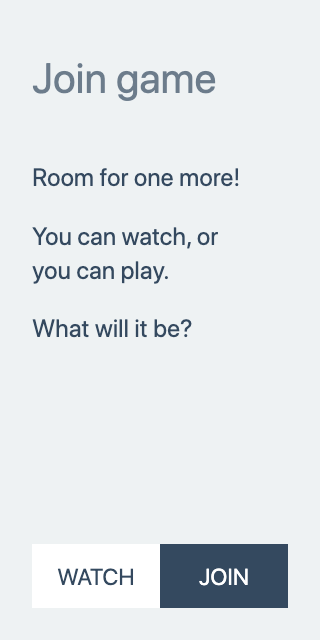 Join game
Room for one more!
You can watch, or
you can play.
What will it be?
WATCH
JOIN